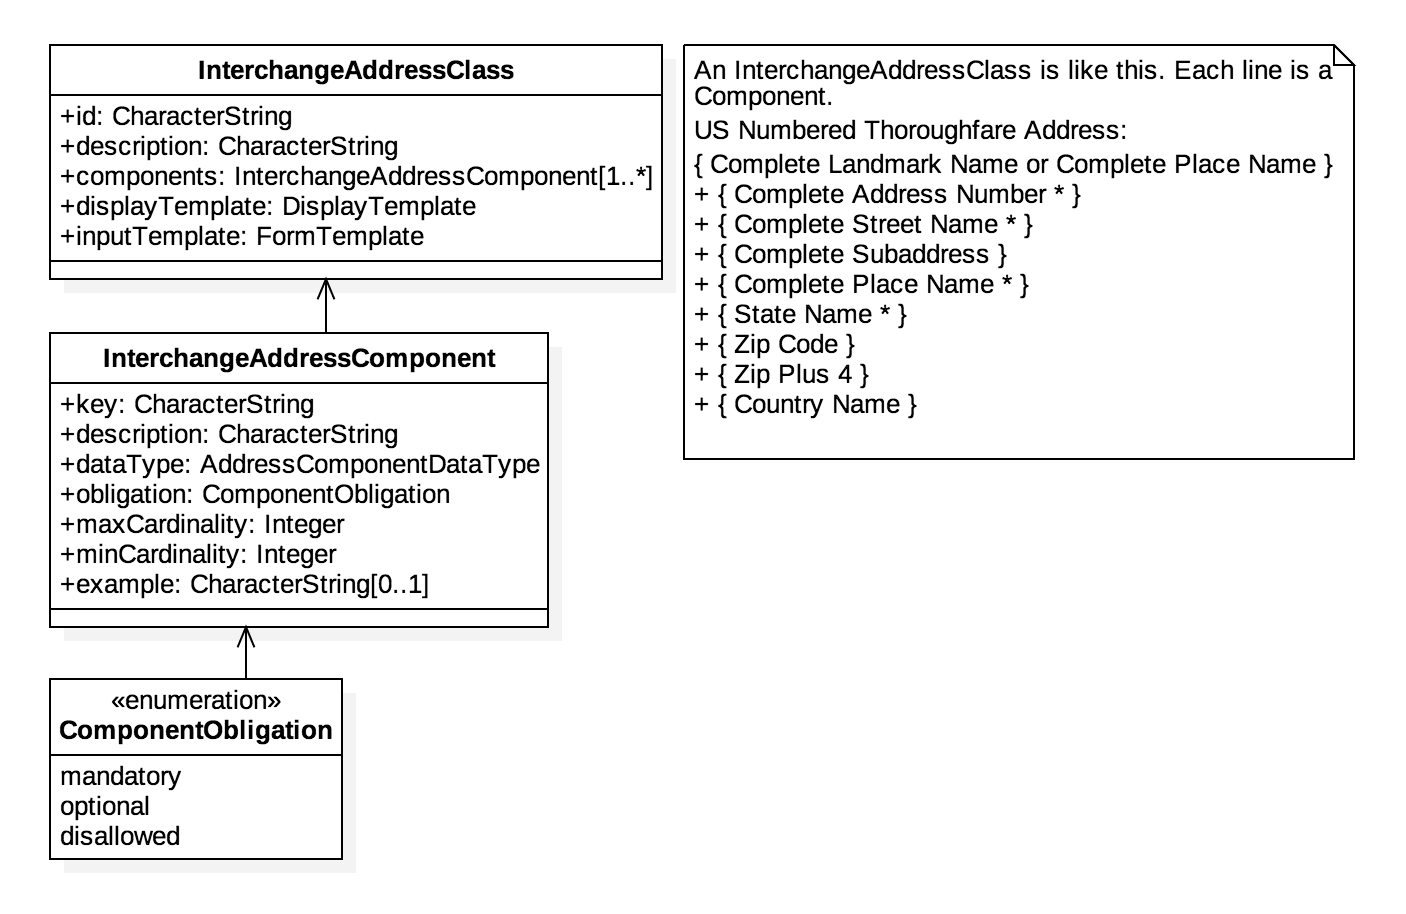 InterchangeAddressClass
+id: CharacterString
+description: CharacterString
+components: InterchangeAddressComponent[1..*]
+displayTemplate: DisplayTemplate
+inputTemplate: FormTemplate
An InterchangeAddressClass is like this. Each line is a
Component.
US Numbered Thoroughfare Address:
{ Complete Landmark Name or Complete Place Name }
+ { Complete Address Number * }
+ { Complete Street Name * }
+ { Complete Subaddress }
+ { Complete Place Name * }
+ { State Name * }
+ { Zip Code }
+ { Zip Plus 4 }
+ { Country Name }
InterchangeAddressComponent
+key: CharacterString
+description: CharacterString
+dataType: AddressComponentDataType
+obligation: ComponentObligation
+maxCardinality: Integer
+minCardinality: Integer
+example: CharacterString[0..1]
«enumeration»
ComponentObligation
mandatory
optional
disallowed